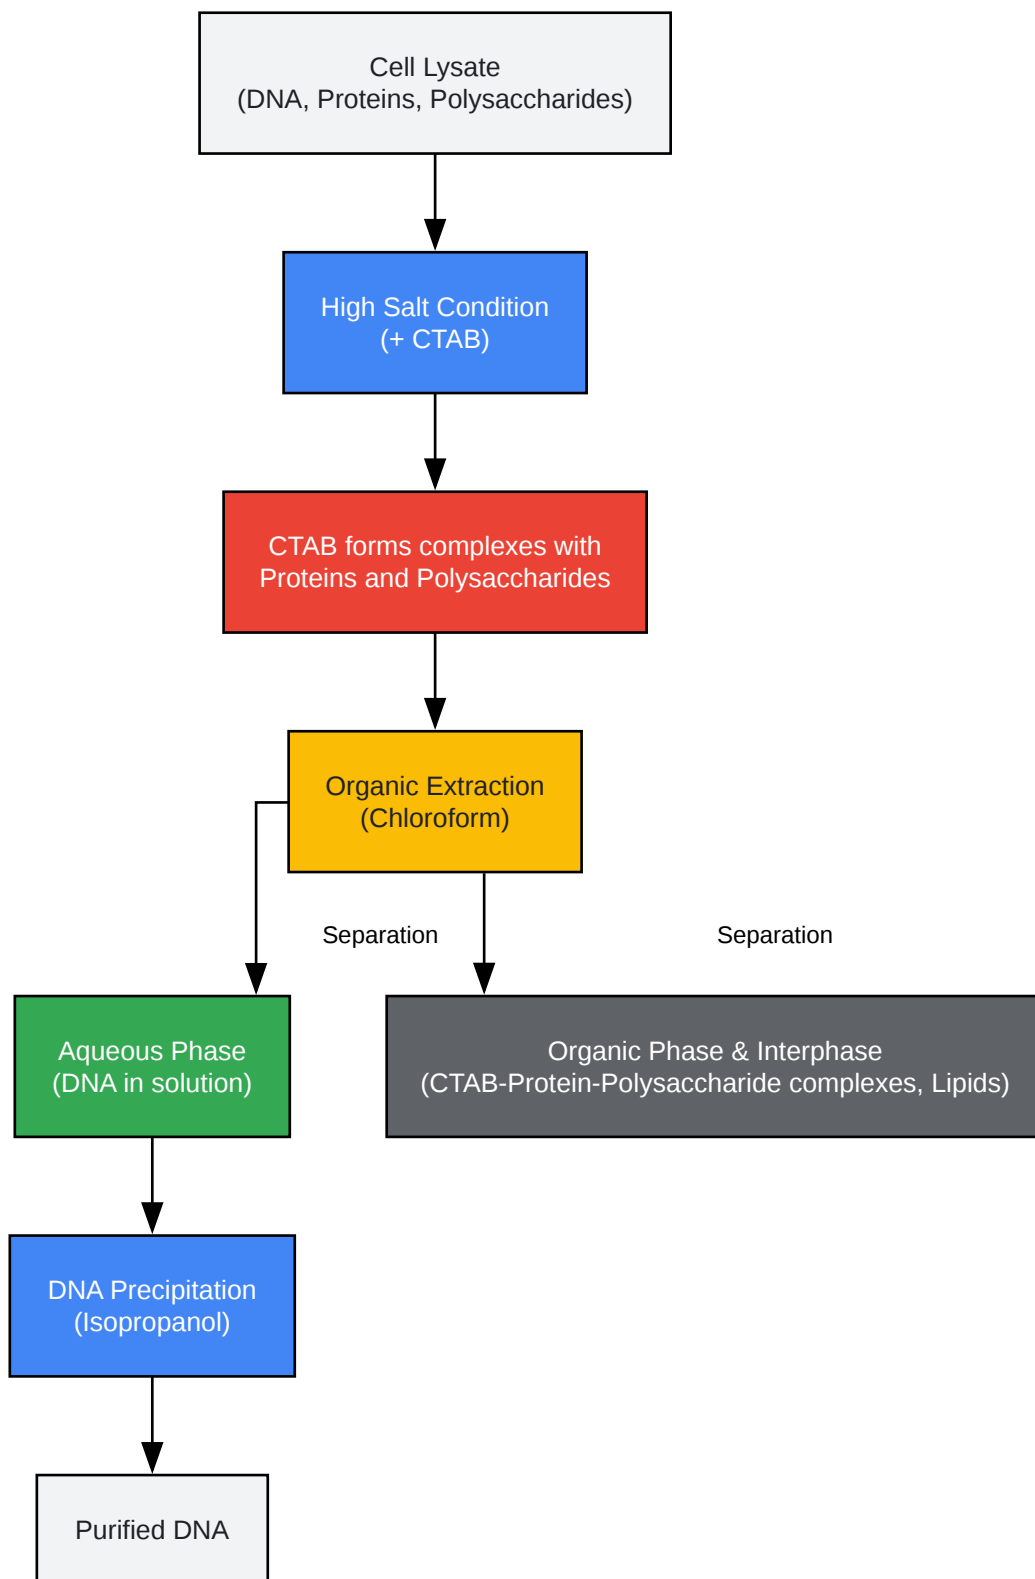 Cell Lysate
(DNA, Proteins, Polysaccharides)
High Salt Condition
(+ CTAB)
CTAB forms complexes with
Proteins and Polysaccharides
Organic Extraction
(Chloroform)
Separation
Separation
Aqueous Phase
(DNA in solution)
Organic Phase & Interphase
(CTAB-Protein-Polysaccharide complexes, Lipids)
DNA Precipitation
(Isopropanol)
Purified DNA